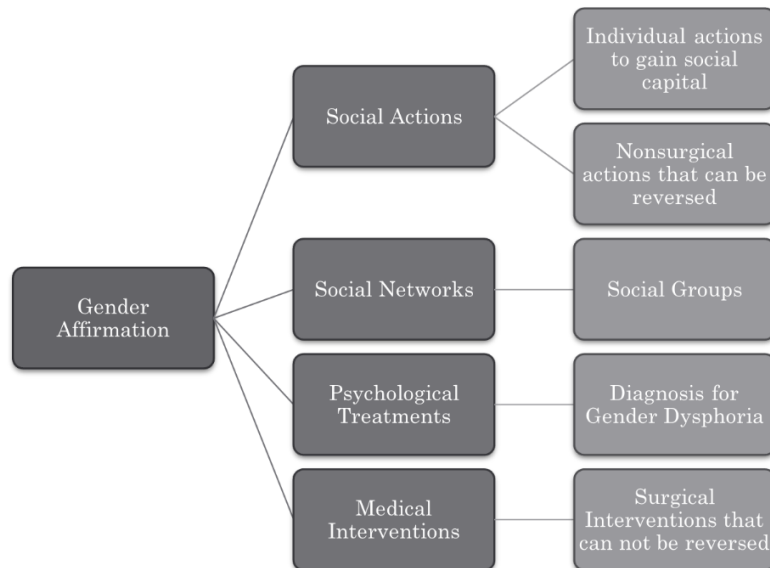 Gender
Affirmation
Social Actions
Individual actions
to gain social
capital
Nonsurgical
actions that can be
reversed
Social Networks
Social Groups
Psychological
Treatments
Diagnosis for
Gender Dysphoria
Medical
Interventions
Surgical
Interventions that
can not be reversed